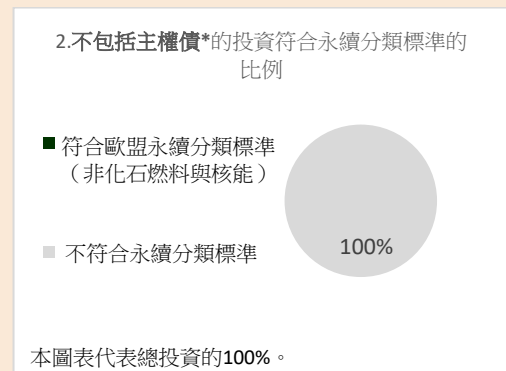 2.不包括主權債*的投資符合永續分類標準的
比例
符合歐盟永續分類標準
（非化石燃料與核能）
不符合永續分類標準
100%
本圖表代表總投資的100%。